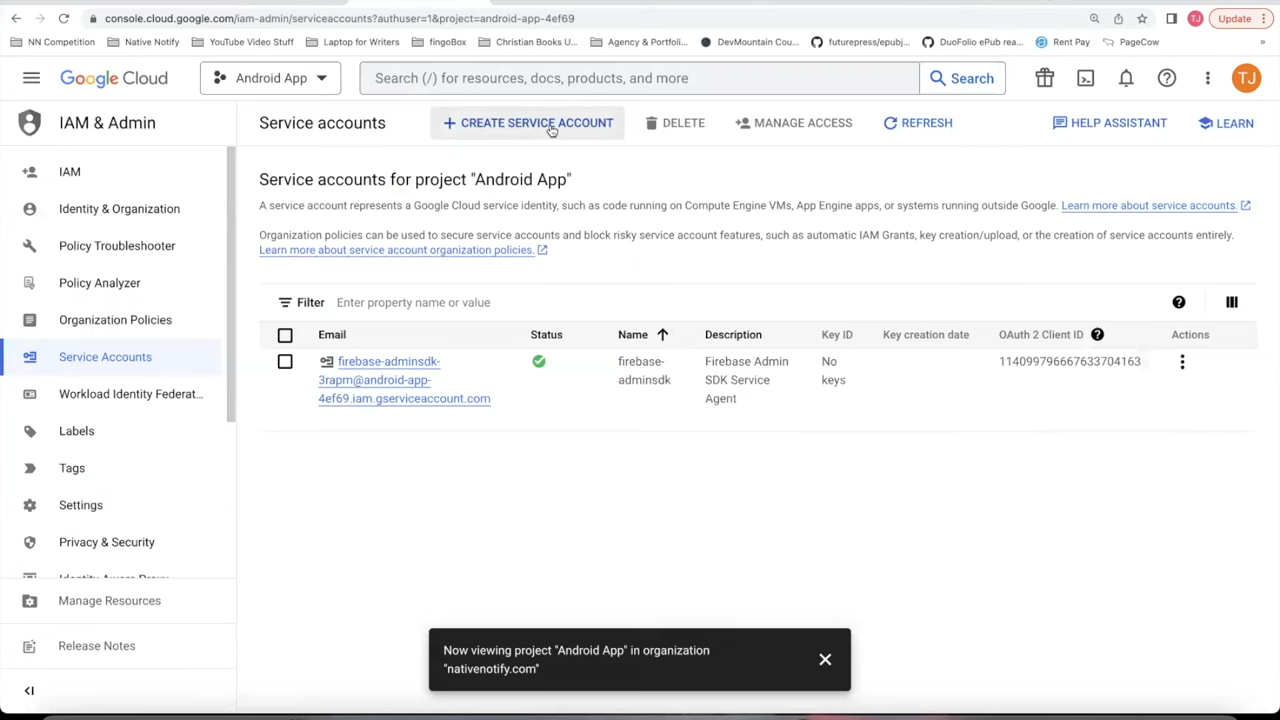 console.cloud.google.com/iam-admin/serviceaccounts?authuser=1&project=android-app-4ef69
TJ
Update
NN Competition
Native Notify
YouTube Video Stuff
Laptop for Writers
fingoBox
Christian Books U...
Agency & Portfoli...
DevMountain Cou...
futurepress/epubj...
DuoFolio ePub rea...
Rent Pay
PageCow
»
Google Cloud
Android App
Search (/) for resources, docs, products, and more
Search
TJ
IAM & Admin
Service accounts
+ CREATE SERVICE ACCOUNT
DELETE
MANAGE ACCESS
REFRESH
HELP ASSISTANT
LEARN
IAM
Identity & Organization
Policy Troubleshooter
Policy Analyzer
Organization Policies
Service Accounts
Workload Identity Federat...
Labels
Tags
Settings
Privacy & Security
Identity-Aware Proxy
Manage Resources
Release Notes
Service accounts for project "Android App"
A service account represents a Google Cloud service identity, such as code running on Compute Engine VMs, App Engine apps, or systems running outside Google. Learn more about service accounts.
Organization policies can be used to secure service accounts and block risky service account features, such as automatic IAM Grants, key creation/upload, or the creation of service accounts entirely.
Learn more about service account organization policies.
Filter Enter property name or value
Email
Status
Name
Description
Key ID
Key creation date
OAuth 2 Client ID
Actions
firebase-adminsdk-
3rapm@android-app-
4ef69.iam.gserviceaccount.com
firebase-
adminsdk
Firebase Admin
SDK Service
Agent
No
keys
114099796667633704163
Now viewing project "Android App" in organization
"nativenotify.com"